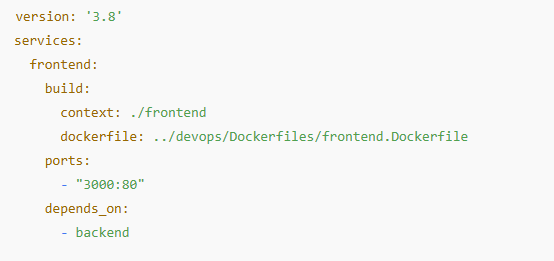 version: '3.8'
services:
  frontend:
    build:
      context: ./frontend
      dockerfile: ../devops/Dockerfiles/frontend.Dockerfile
    ports:
      - "3000:80"
    depends_on:
      - backend